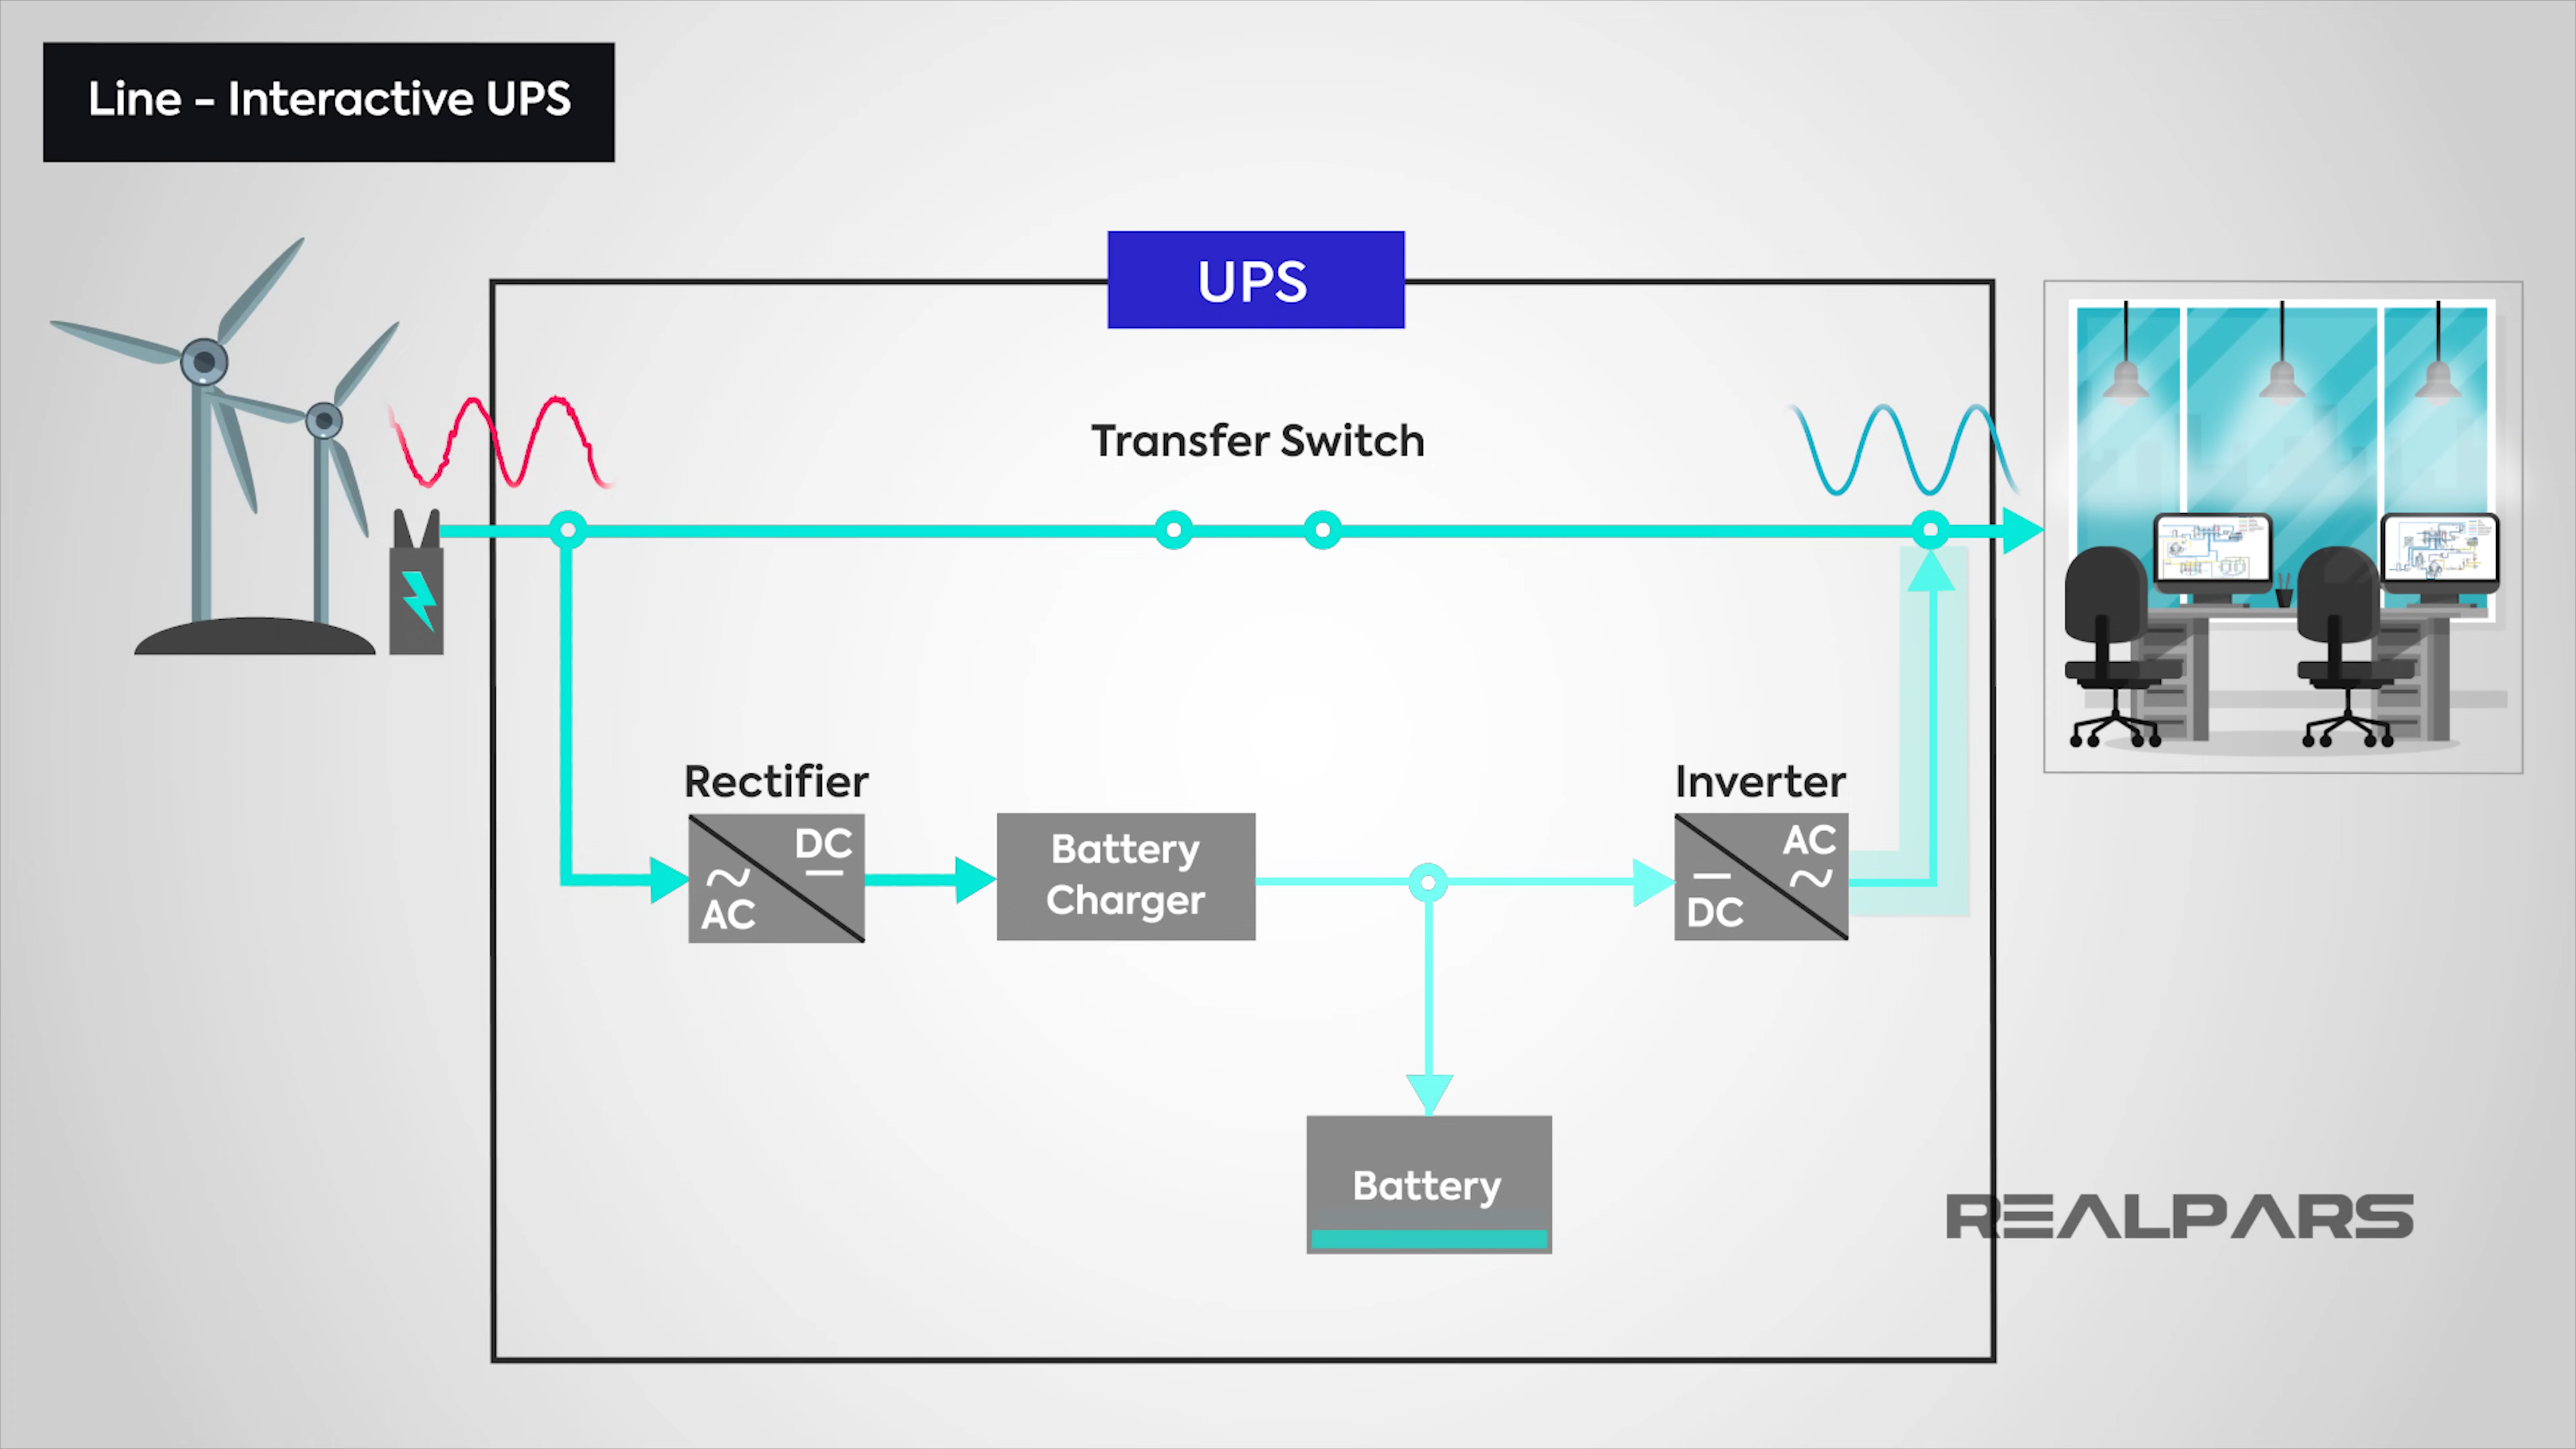 Line - Interactive UPS
UPS
Transfer Switch
Rectifier
DC
AC
Battery
Charger
Inverter
AC
DC
Battery
REALPARS